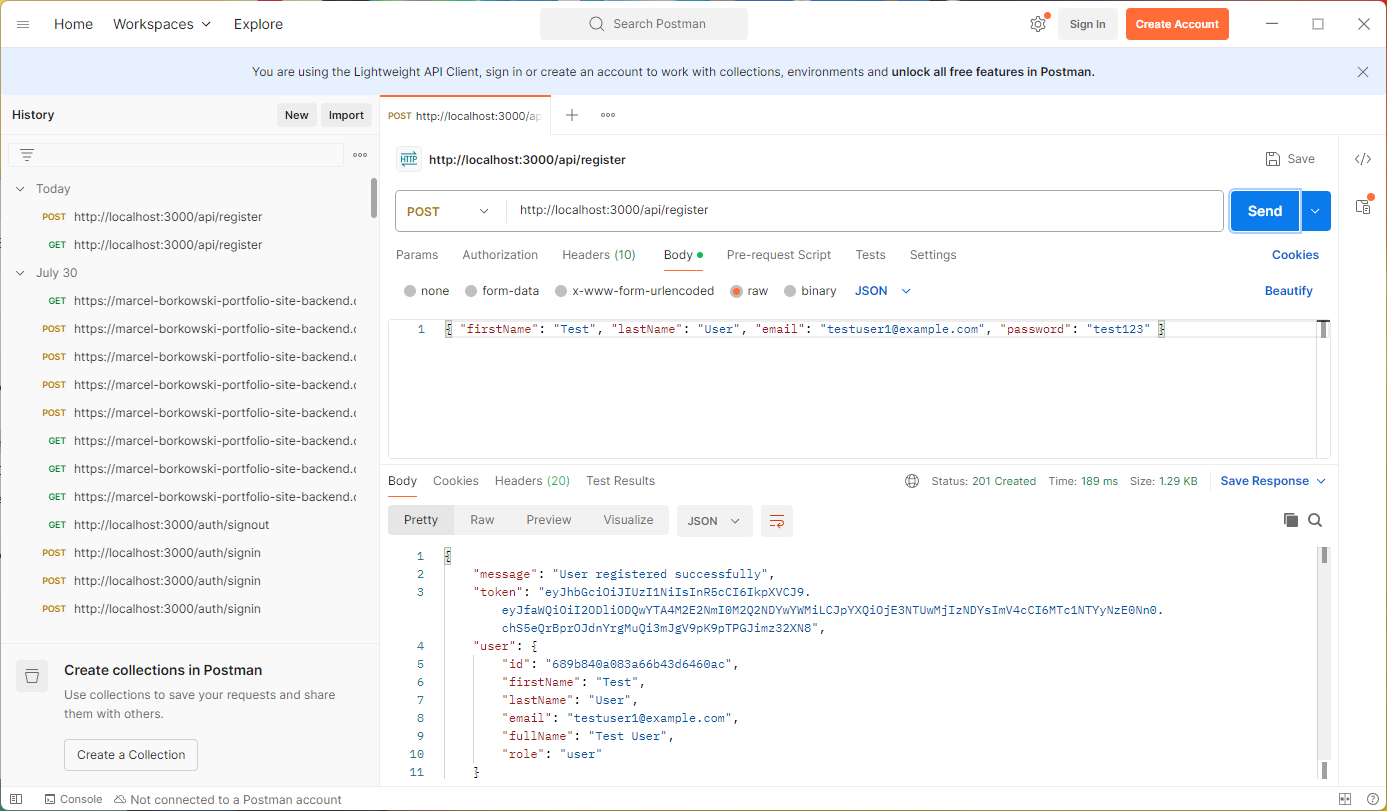 Home Workspaces Explore Search Postman Sign In Create Account
You are using the Lightweight API Client, sign in or create an account to work with collections, environments and unlock all free features in Postman.
History New Import
Today
POST http://localhost:3000/api/register
GET http://localhost:3000/api/register
July 30
GET https://marcel-borkowski-portfolio-site-backend.c
POST https://marcel-borkowski-portfolio-site-backend.c
POST https://marcel-borkowski-portfolio-site-backend.c
POST https://marcel-borkowski-portfolio-site-backend.c
POST https://marcel-borkowski-portfolio-site-backend.c
GET https://marcel-borkowski-portfolio-site-backend.c
GET https://marcel-borkowski-portfolio-site-backend.c
GET https://marcel-borkowski-portfolio-site-backend.c
GET http://localhost:3000/auth/signout
POST http://localhost:3000/auth/signin
POST http://localhost:3000/auth/signin
POST http://localhost:3000/auth/signin
Create collections in Postman
Use collections to save your requests and share
them with others.
Create a Collection
POST http://localhost:3000/ap
HTTP http://localhost:3000/api/register Save
POST http://localhost:3000/api/register Send
Params Authorization Headers (10) Body Pre-request Script Tests Settings Cookies
none form-data x-www-form-urlencoded raw binary JSON Beautify
1 { "firstName": "Test", "lastName": "User", "email": "testuser1@example.com", "password": "test123" }
Body Cookies Headers (20) Test Results Status: 201 Created Time: 189 ms Size: 1.29 KB Save Response
Pretty Raw Preview Visualize JSON
1 {
2 "message": "User registered successfully",
3 "token": "eyJhbGciOiJIUzI1NiIsInR5cCI6IkpXVCJ9.
eyJfaWQiOiI2ODliODQwYTA4M2E2NmI0M2Q2NDYwYWMiLCJpYXQiOjE3NTUwMjIzNDYsImV4cCI6MTc1NTYyNzE0Nn0.
chS5eQrBprOJdnYrgMuQi3mJgV9pK9pTPGJimz32XN8",
4 "user": {
5 "id": "689b840a083a66b43d6460ac",
6 "firstName": "Test",
7 "lastName": "User",
8 "email": "testuser1@example.com",
9 "fullName": "Test User",
10 "role": "user"
11 }
Console Not connected to a Postman account